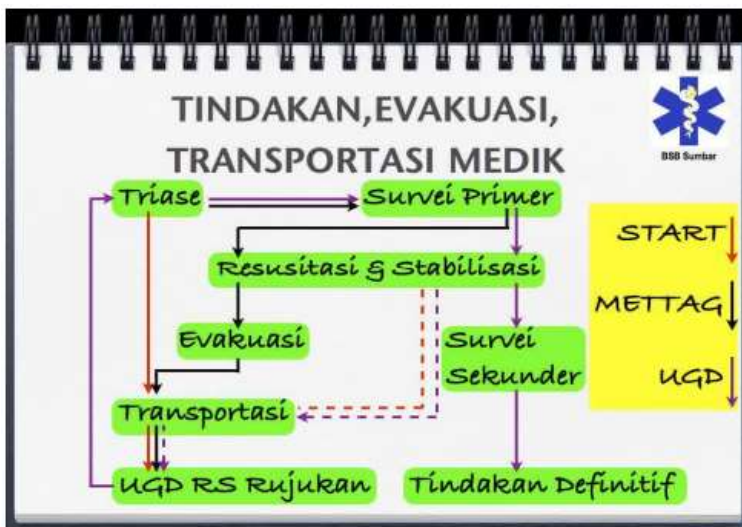 TINDAKAN,EVAKUASI,
TRANSPORTASI MEDIK
BSB Sumbar
Triase
Survei Primer
START
Resusitasi & Stabilisasi
METTAG
Evakuasi
Survei
Sekunder
UGD
Transportasi
UGD RS Rujukan
Tindakan Definitif